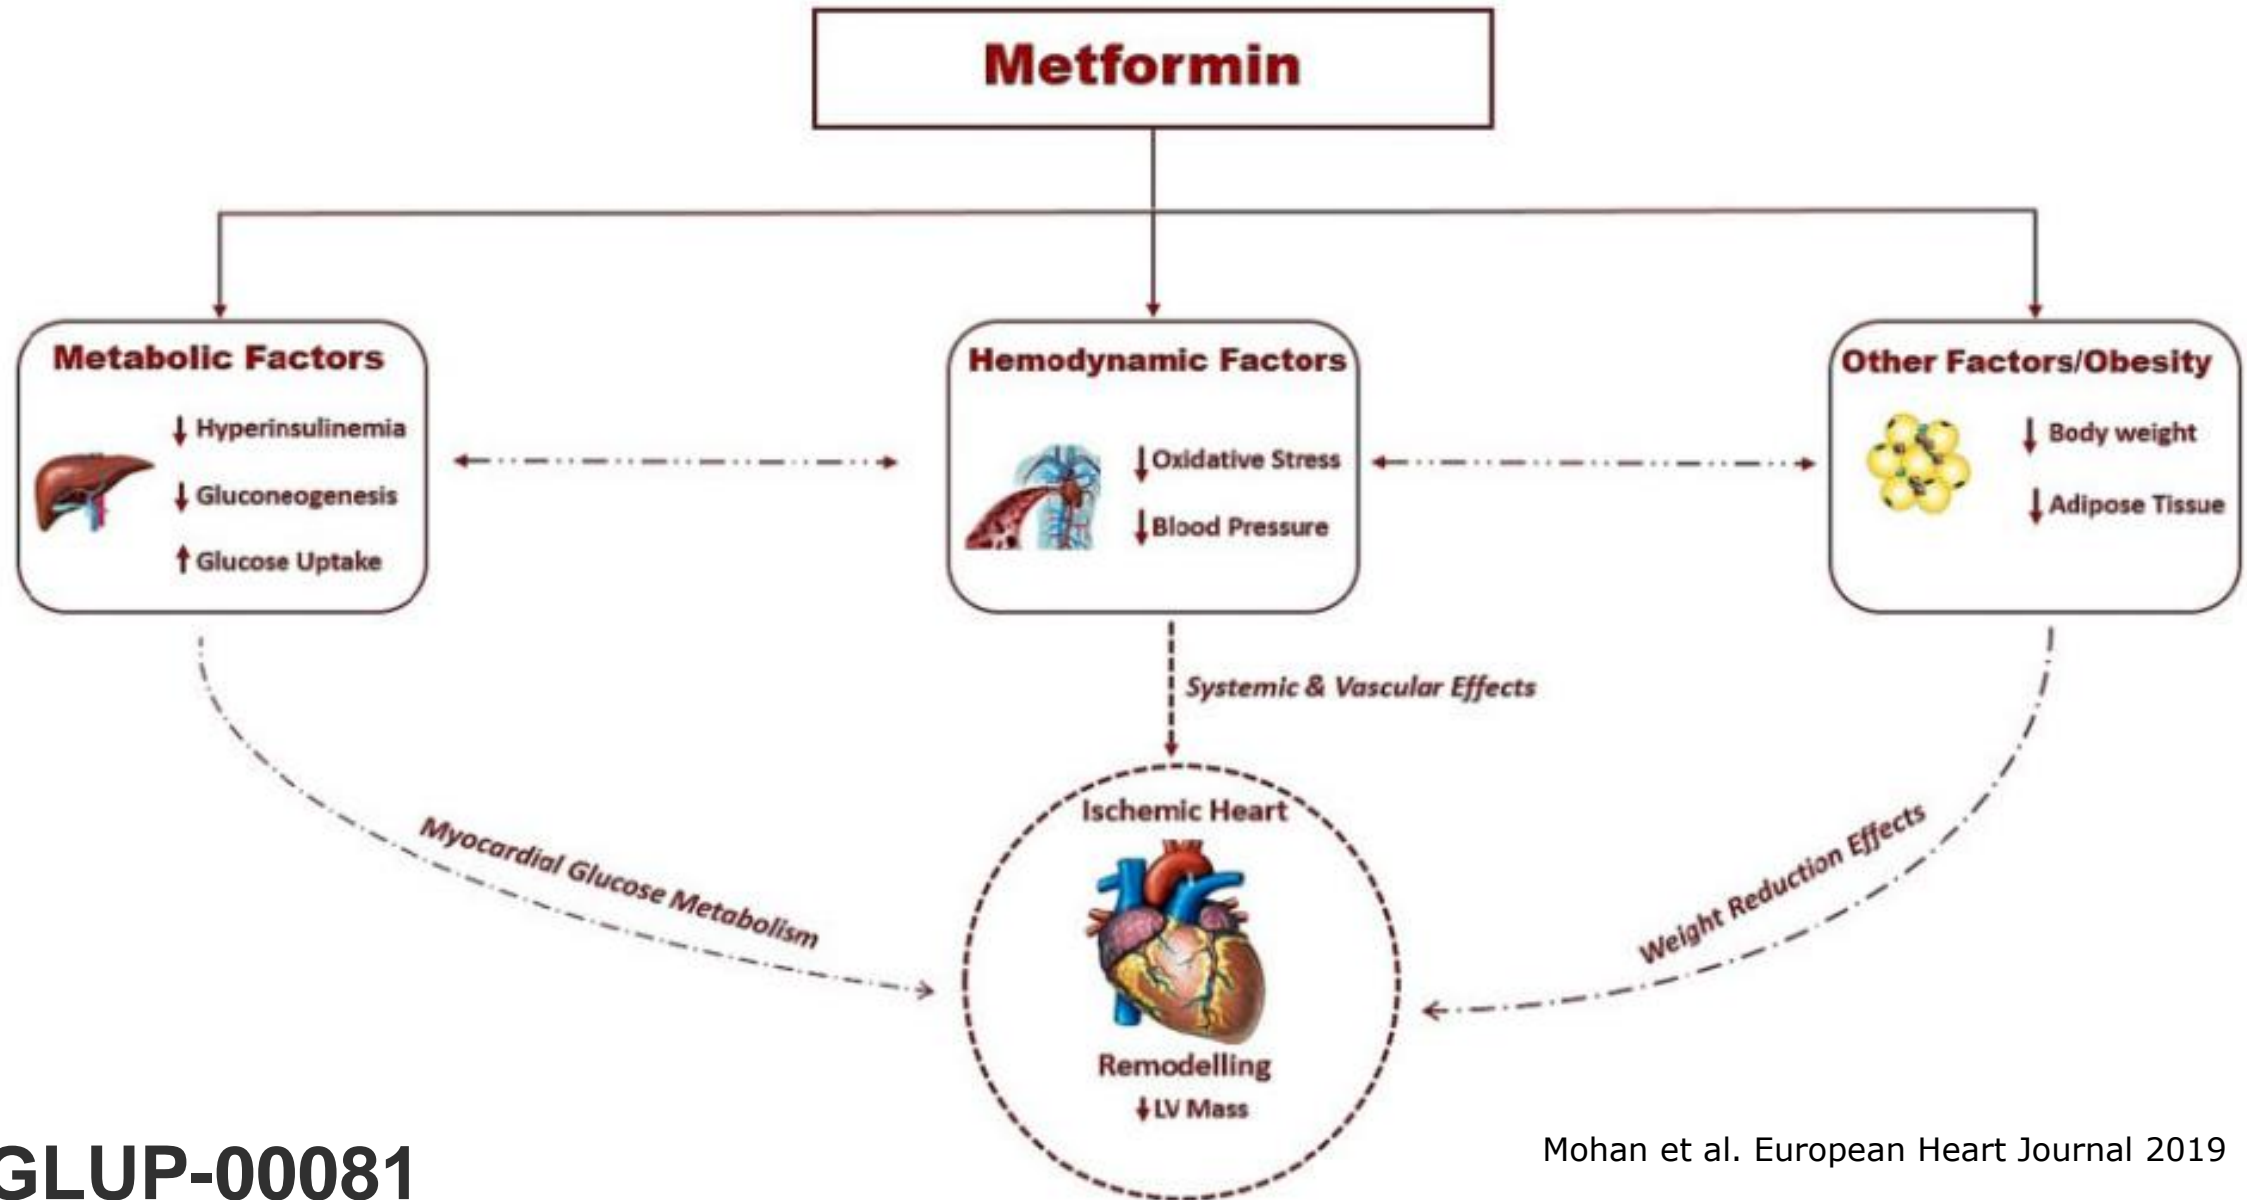 Metformin
Metabolic Factors
Hyperinsulinemia
Gluconeogenesis
Glucose Uptake
Hemodynamic Factors
Oxidative Stress
Blood Pressure
Other Factors/Obesity
Body weight
Adipose Tissue
Systemic & Vascular Effects
Myocardial Glucose Metabolism
Weight Reduction Effects
Ischemic Heart
Remodelling
↓LV Mass
GLUP-00081
Mohan et al. European Heart Journal 2019